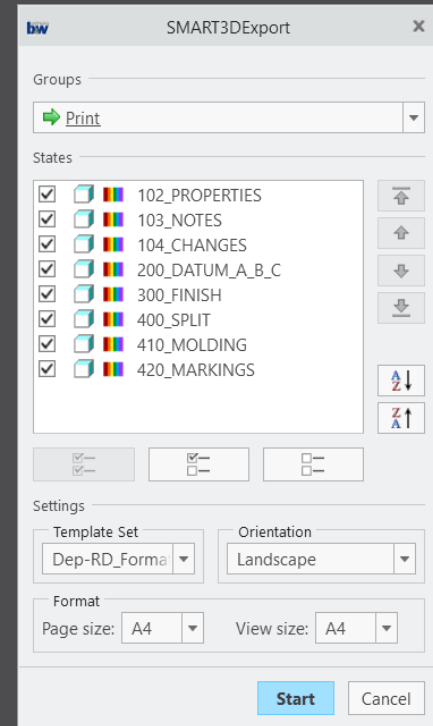 bw SMART3DExport
Groups
Print
States
102_PROPERTIES
103_NOTES
104_CHANGES
200_DATUM_A_B_C
300_FINISH
400_SPLIT
410_MOLDING
420_MARKINGS
A
Z
Z
A
Settings
Template Set
Dep-RD_Forma
Orientation
Landscape
Format
Page size: A4 View size: A4
Start Cancel